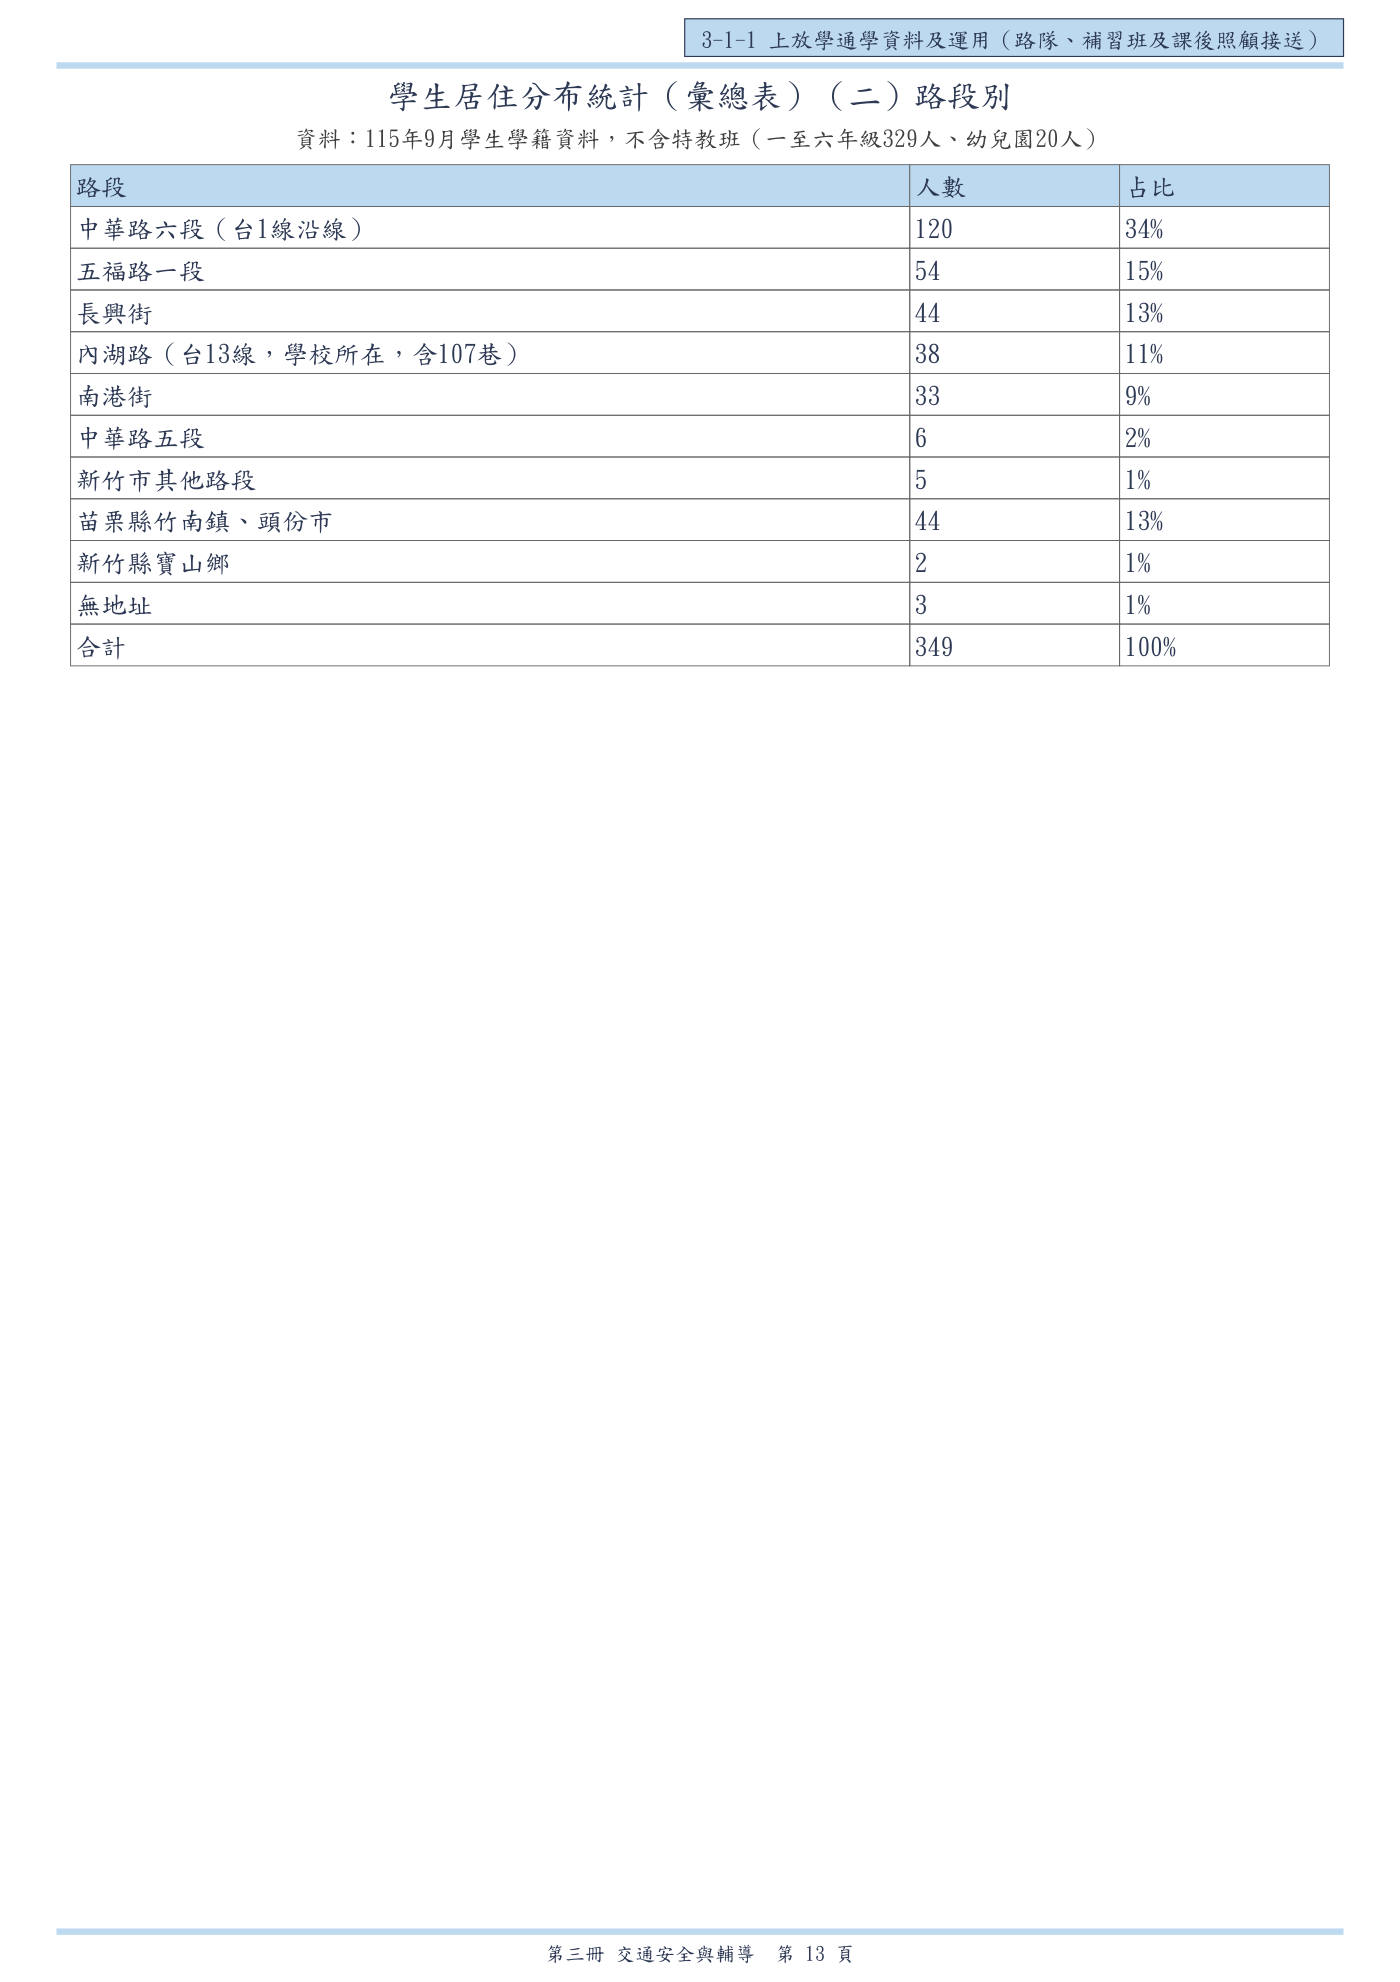 3-1-1 上放學通學資料及運用（路隊、補習班及課後照顧接送）
學生居住分布統計（彙總表）（二）路段別
資料：115年9月學生學籍資料，不含特教班（一至六年級329人、幼兒園20人）
路段 人數 占比
中華路六段（台1線沿線） 120 34%
五福路一段 54 15%
長興街 44 13%
內湖路（台13線，學校所在，含107巷） 38 11%
南港街 33 9%
中華路五段 6 2%
新竹市其他路段 5 1%
苗栗縣竹南鎮、頭份市 44 13%
新竹縣寶山鄉 2 1%
無地址 3 1%
合計 349 100%
第三冊 交通安全與輔導 第 13 頁